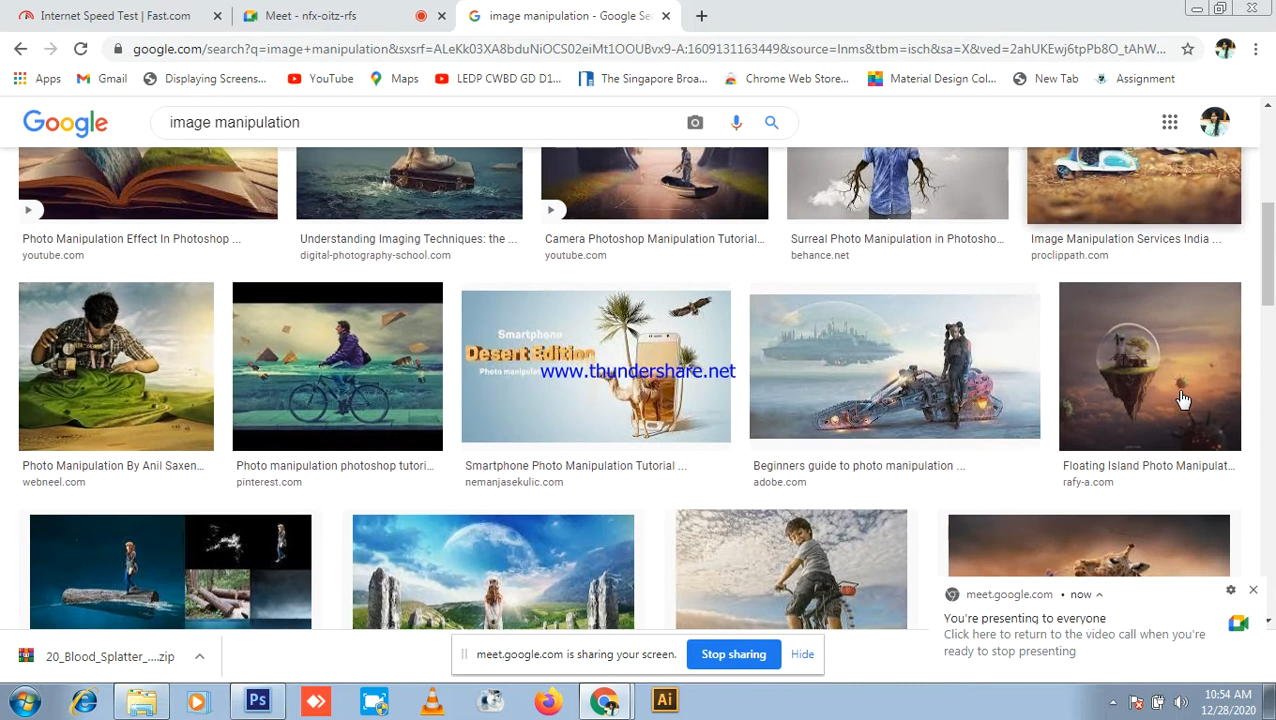 Internet Speed Test | Fast.com
Meet - nfx-oitz-rfs
image manipulation - Google Se
google.com/search?q=image+manipulation&sxsrf=ALeKk03XA8bdUNiOCS02eiMt1OOUBvx9-A:1609131163449&source=lnms&tbm=isch&sa=X&ved=2ahUKEwj6tpPb8O_tAhW...
Apps Gmail Displaying Screens... YouTube Maps LEDP CWBD GD D1... The Singapore Broa... Chrome Web Store... Material Design Col... New Tab Assignment
Google image manipulation
Photo Manipulation Effect In Photoshop ...
youtube.com
Understanding Imaging Techniques: the ...
digital-photography-school.com
Camera Photoshop Manipulation Tutorial...
youtube.com
Surreal Photo Manipulation in Photosho...
behance.net
Image Manipulation Services India ...
proclippath.com
Smartphone
Desert Edition
Photo manipulat
www.thundershare.net
Photo Manipulation By Anil Saxen...
webneel.com
Photo manipulation photoshop tutori...
pinterest.com
Smartphone Photo Manipulation Tutorial ...
nemanjasekulic.com
Beginners guide to photo manipulation ...
adobe.com
Floating Island Photo Manipulat...
rafy-a.com
meet.google.com • now
You're presenting to everyone
Click here to return to the video call when you're
ready to stop presenting
20_Blood_Splatter_....zip
meet.google.com is sharing your screen. Stop sharing Hide
Ps
Ai
10:54 AM
12/28/2020